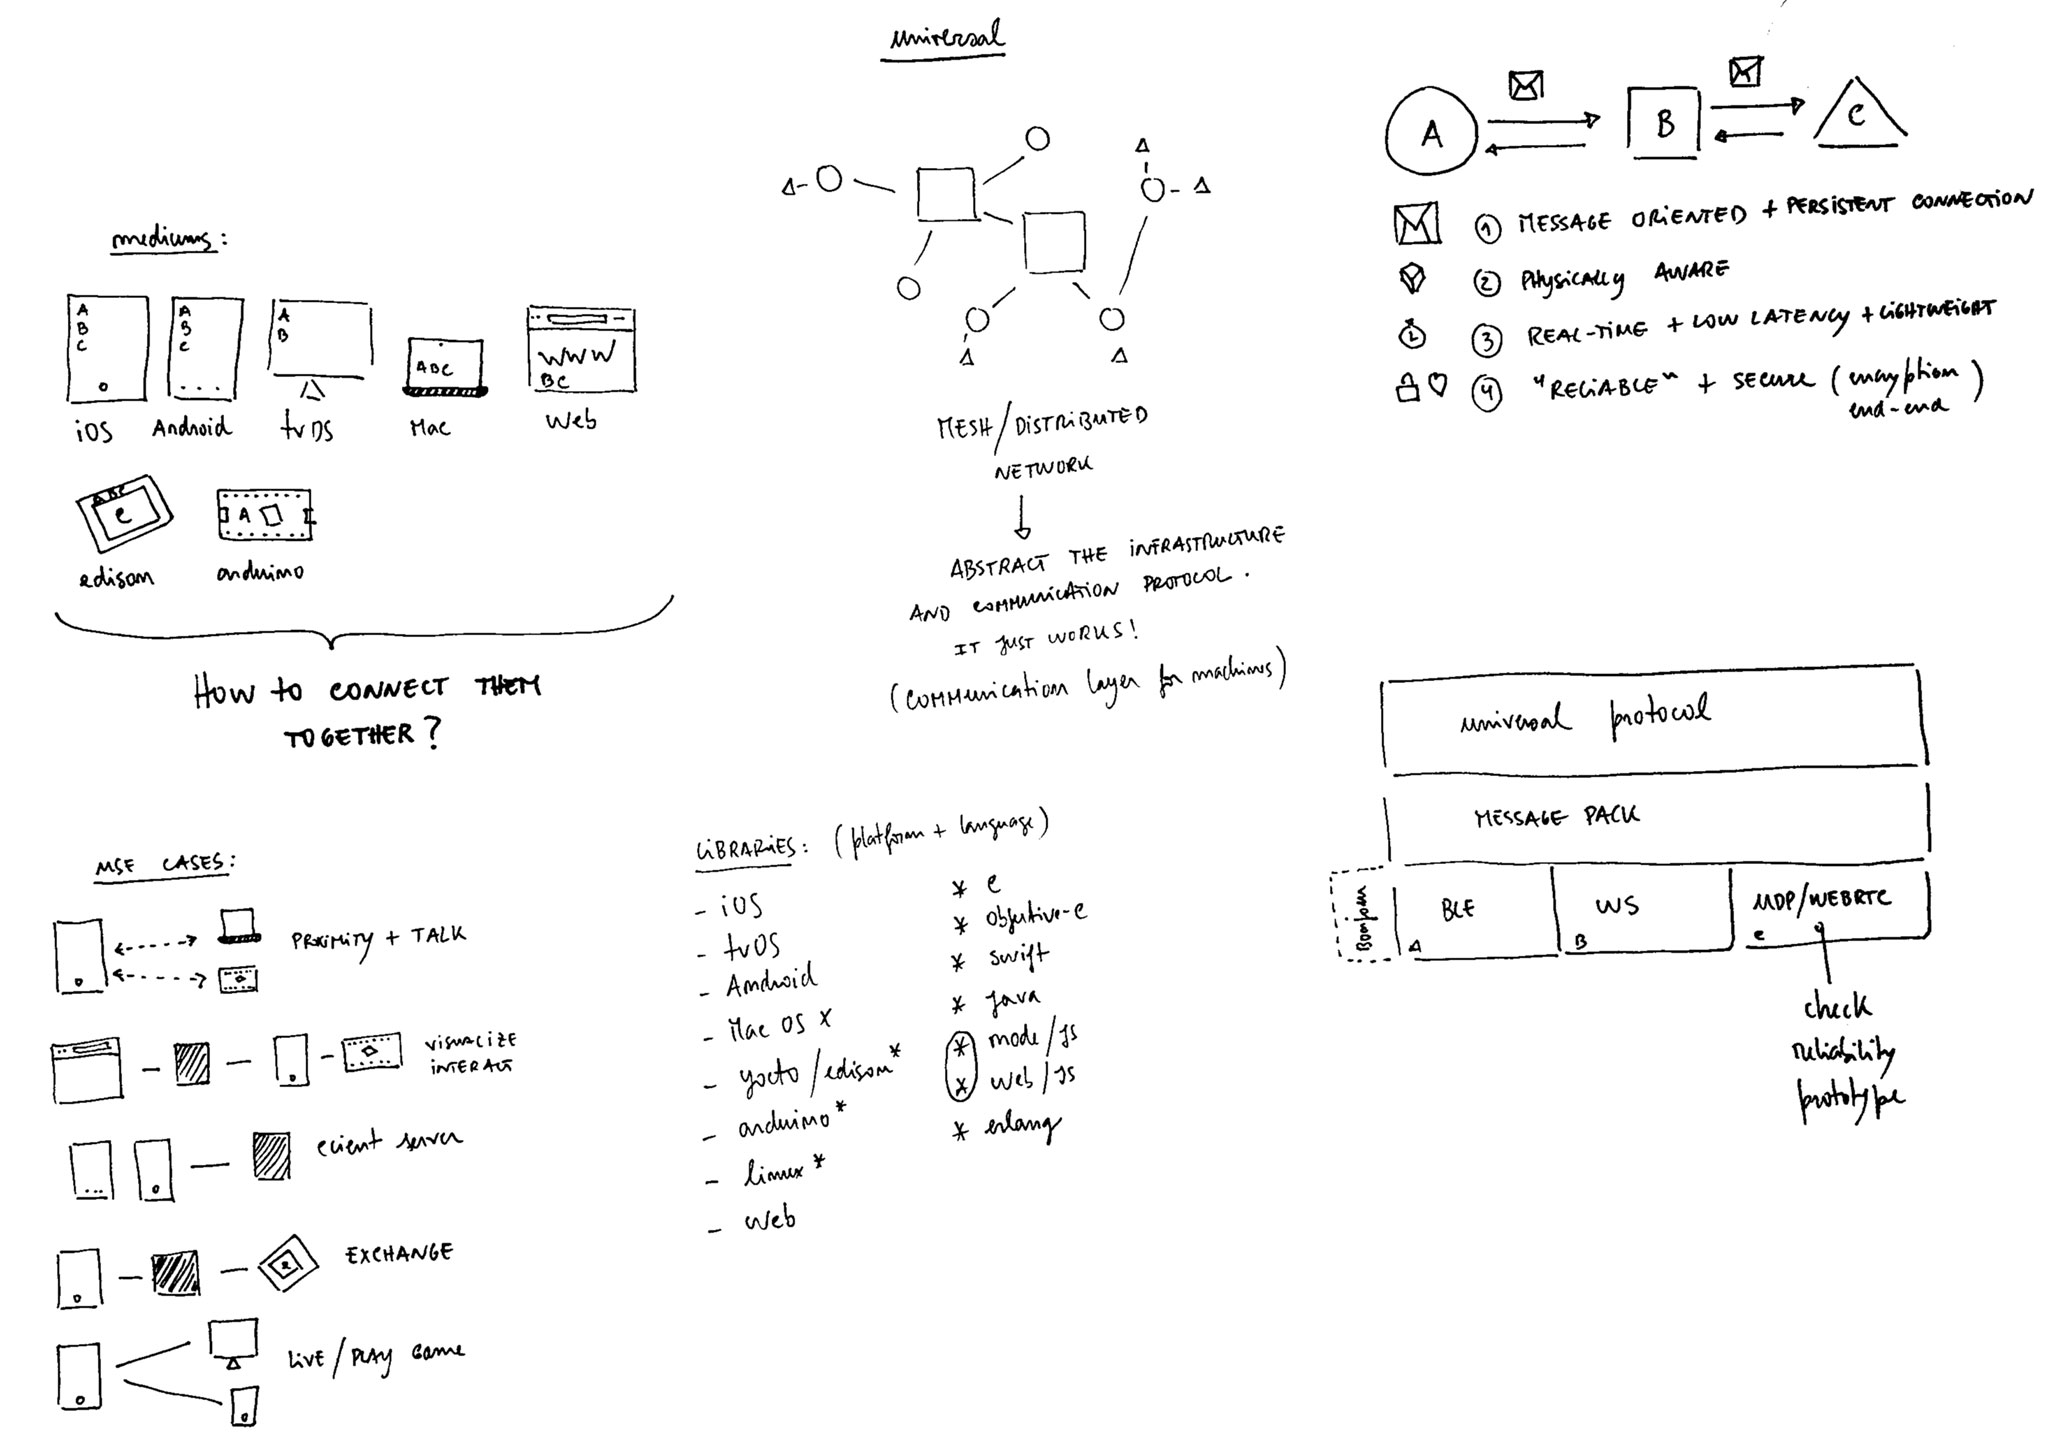 universal
mediums:
A
B
C
A
B
C
A
B
ABC
WWW
BC
iOS
Android
tvOS
Mac
Web
ABC
e
A
edison
arduino
HOW TO CONNECT THEM
TOGETHER?
USE CASES:
PROXIMITY + TALK
VISUALIZE
INTERACT
client server
EXCHANGE
e
LIVE / PLAY Game
MESH/DISTRIBUTED
NETWORK
ABSTRACT THE INFRASTRUCTURE
AND COMMUNICATION PROTOCOL.
IT JUST WORKS!
(COMMUNICATION layer for machines)
LIBRARIES: (platform + language)
- iOS
- tvOS
- Android
- Mac OS X
- yocto/edison*
- arduino*
- linux*
- Web
* C
* objective-c
* swift
* java
* node/JS
* web/JS
* erlang
A
B
C
① MESSAGE ORIENTED + PERSISTENT CONNECTION
② PHYSICALLY AWARE
③ REAL-TIME + LOW LATENCY + LIGHTWEIGHT
④ "RELIABLE" + SECURE (encryption
end-end)
universal protocol
MESSAGE PACK
Bonjour
BLE
A
WS
B
UDP/WEBRTC
C
check
reliability
prototype